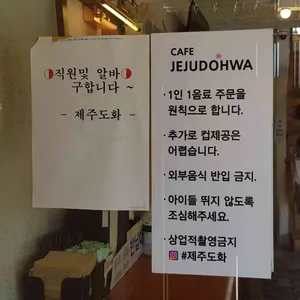 직원및 알바
구합니다 ~
- 제주도화 -
CAFE
JEJUDOHWA
· 1인 1음료 주문을
원칙으로 합니다.
· 추가로 컵제공은
어렵습니다.
· 외부음식 반입 금지.
· 아이들 뛰지 않도록
조심해주세요.
· 상업적촬영금지
#제주도화